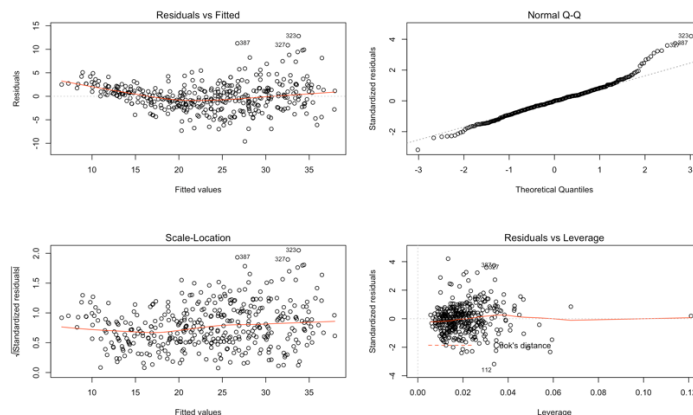 Residuals vs Fitted
Residuals
15
10
5
0
-5
-10
387
323
327
10 15 20 25 30 35
Fitted values
Normal Q-Q
Standardized residuals
4
2
0
-2
323
387
-3 -2 -1 0 1 2 3
Theoretical Quantiles
Scale-Location
√|Standardized residuals|
2.0
1.5
1.0
0.5
0.0
387
323
327
10 15 20 25 30 35
Fitted values
Residuals vs Leverage
Standardized residuals
4
2
0
-2
-4
327
Cook's distance
112
0.00 0.02 0.04 0.06 0.08 0.10 0.12
Leverage